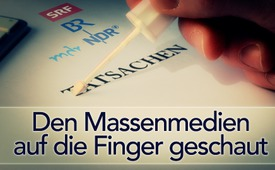 SRF
BR
mdr NDR
TATSACHEN
Den Massenmedien
auf die Finger geschaut